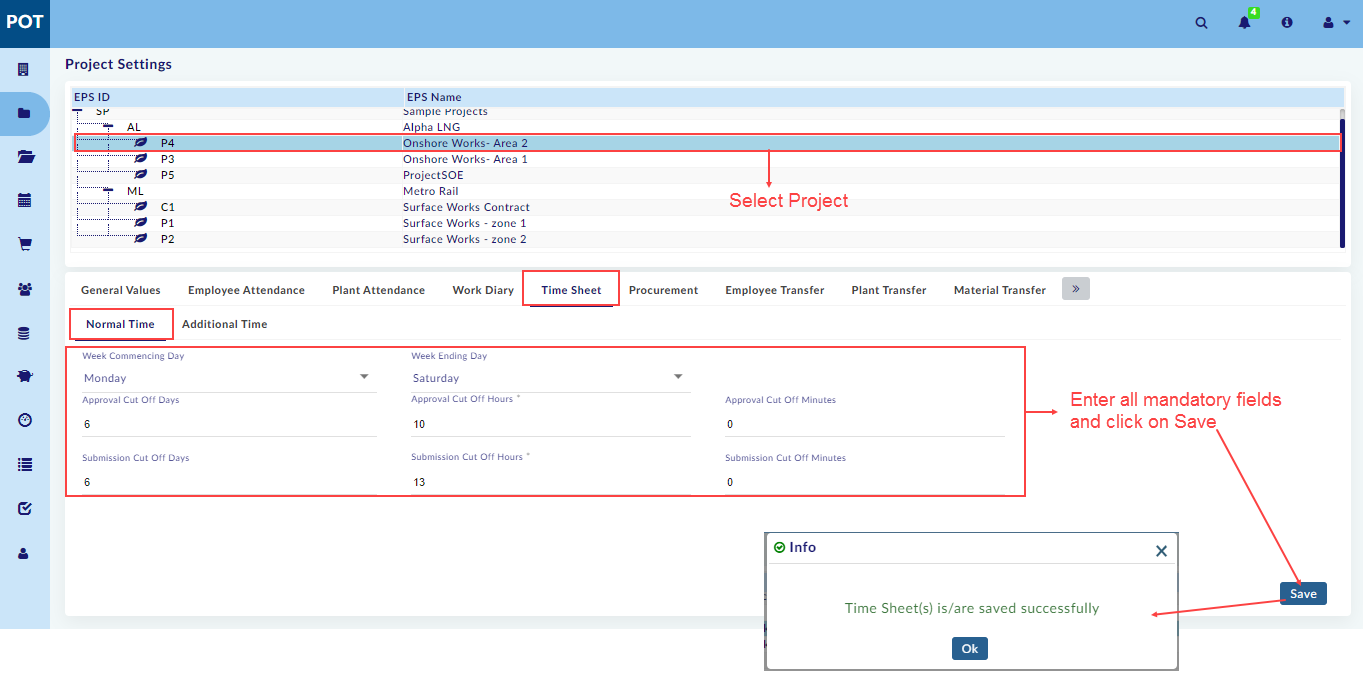 POT
4
Project Settings
EPS ID EPS Name
SP Sample Projects
AL Alpha LNG
P4 Onshore Works- Area 2
P3 Onshore Works- Area 1
P5 ProjectSOE
ML Metro Rail
C1 Surface Works Contract
P1 Surface Works - zone 1
P2 Surface Works - zone 2
Select Project
General Values Employee Attendance Plant Attendance Work Diary Time Sheet Procurement Employee Transfer Plant Transfer Material Transfer »
Normal Time Additional Time
Week Commencing Day Week Ending Day
Monday Saturday
Approval Cut Off Days Approval Cut Off Hours * Approval Cut Off Minutes
6 10 0
Submission Cut Off Days Submission Cut Off Hours * Submission Cut Off Minutes
6 13 0
Enter all mandatory fields
and click on Save
Info
Time Sheet(s) is/are saved successfully
Ok
Save